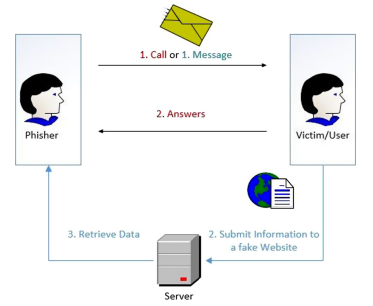 1. Call or 1. Message
Phisher
2. Answers
Victim/User
3. Retrieve Data
2. Submit Information to
a fake Website
Server